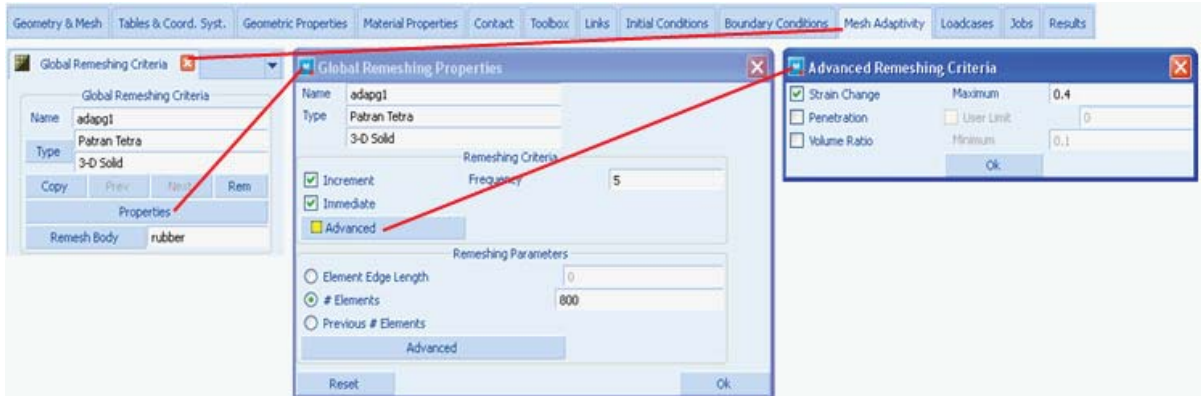 Geometry & Mesh Tables & Coord. Syst. Geometric Properties Material Properties Contact Toolbox Links Initial Conditions Boundary Conditions Mesh Adaptivity Loadcases Jobs Results
Global Remeshing Criteria
Global Remeshing Criteria
Name adapg1
Type Patran Tetra
3-D Solid
Copy Prev Next Rem
Properties
Remesh Body rubber
Global Remeshing Properties
Name adapg1
Type Patran Tetra
3-D Solid
Remeshing Criteria
Increment Frequency 5
Immediate
Advanced
Remeshing Parameters
Element Edge Length 0
# Elements 800
Previous # Elements
Advanced
Reset Ok
Advanced Remeshing Criteria
Strain Change Maximum 0.4
Penetration User Limit 0
Volume Ratio Minimum 0.1
Ok